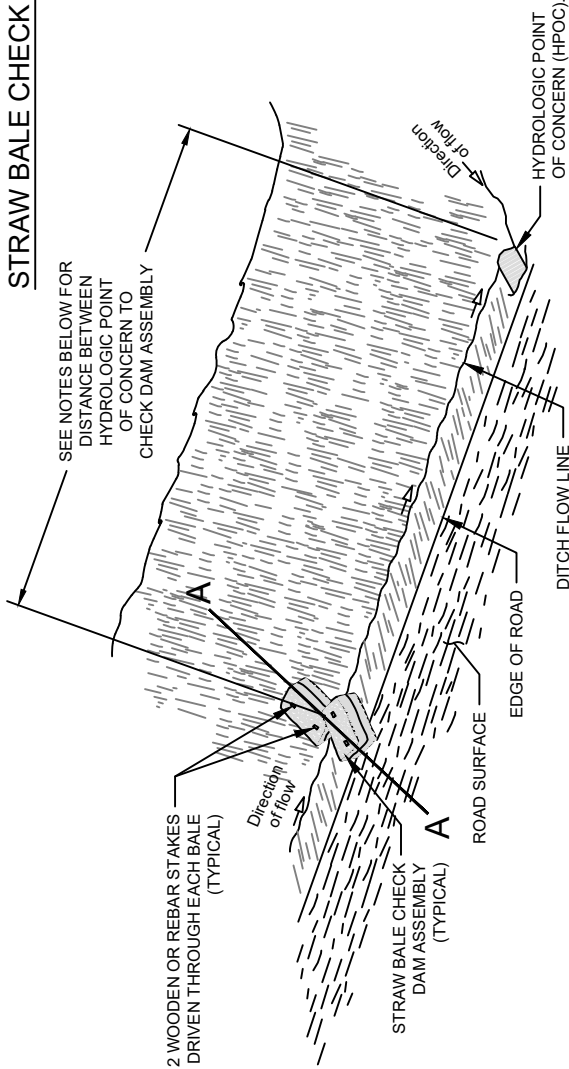 STRAW BALE CHECK
SEE NOTES BELOW FOR
DISTANCE BETWEEN
HYDROLOGIC POINT
OF CONCERN TO
CHECK DAM ASSEMBLY
2 WOODEN OR REBAR STAKES
DRIVEN THROUGH EACH BALE
(TYPICAL)
Direction
of flow
A
Direction
of flow
HYDROLOGIC POINT
OF CONCERN (HPOC).
A
STRAW BALE CHECK
DAM ASSEMBLY
(TYPICAL)
ROAD SURFACE
EDGE OF ROAD
DITCH FLOW LINE